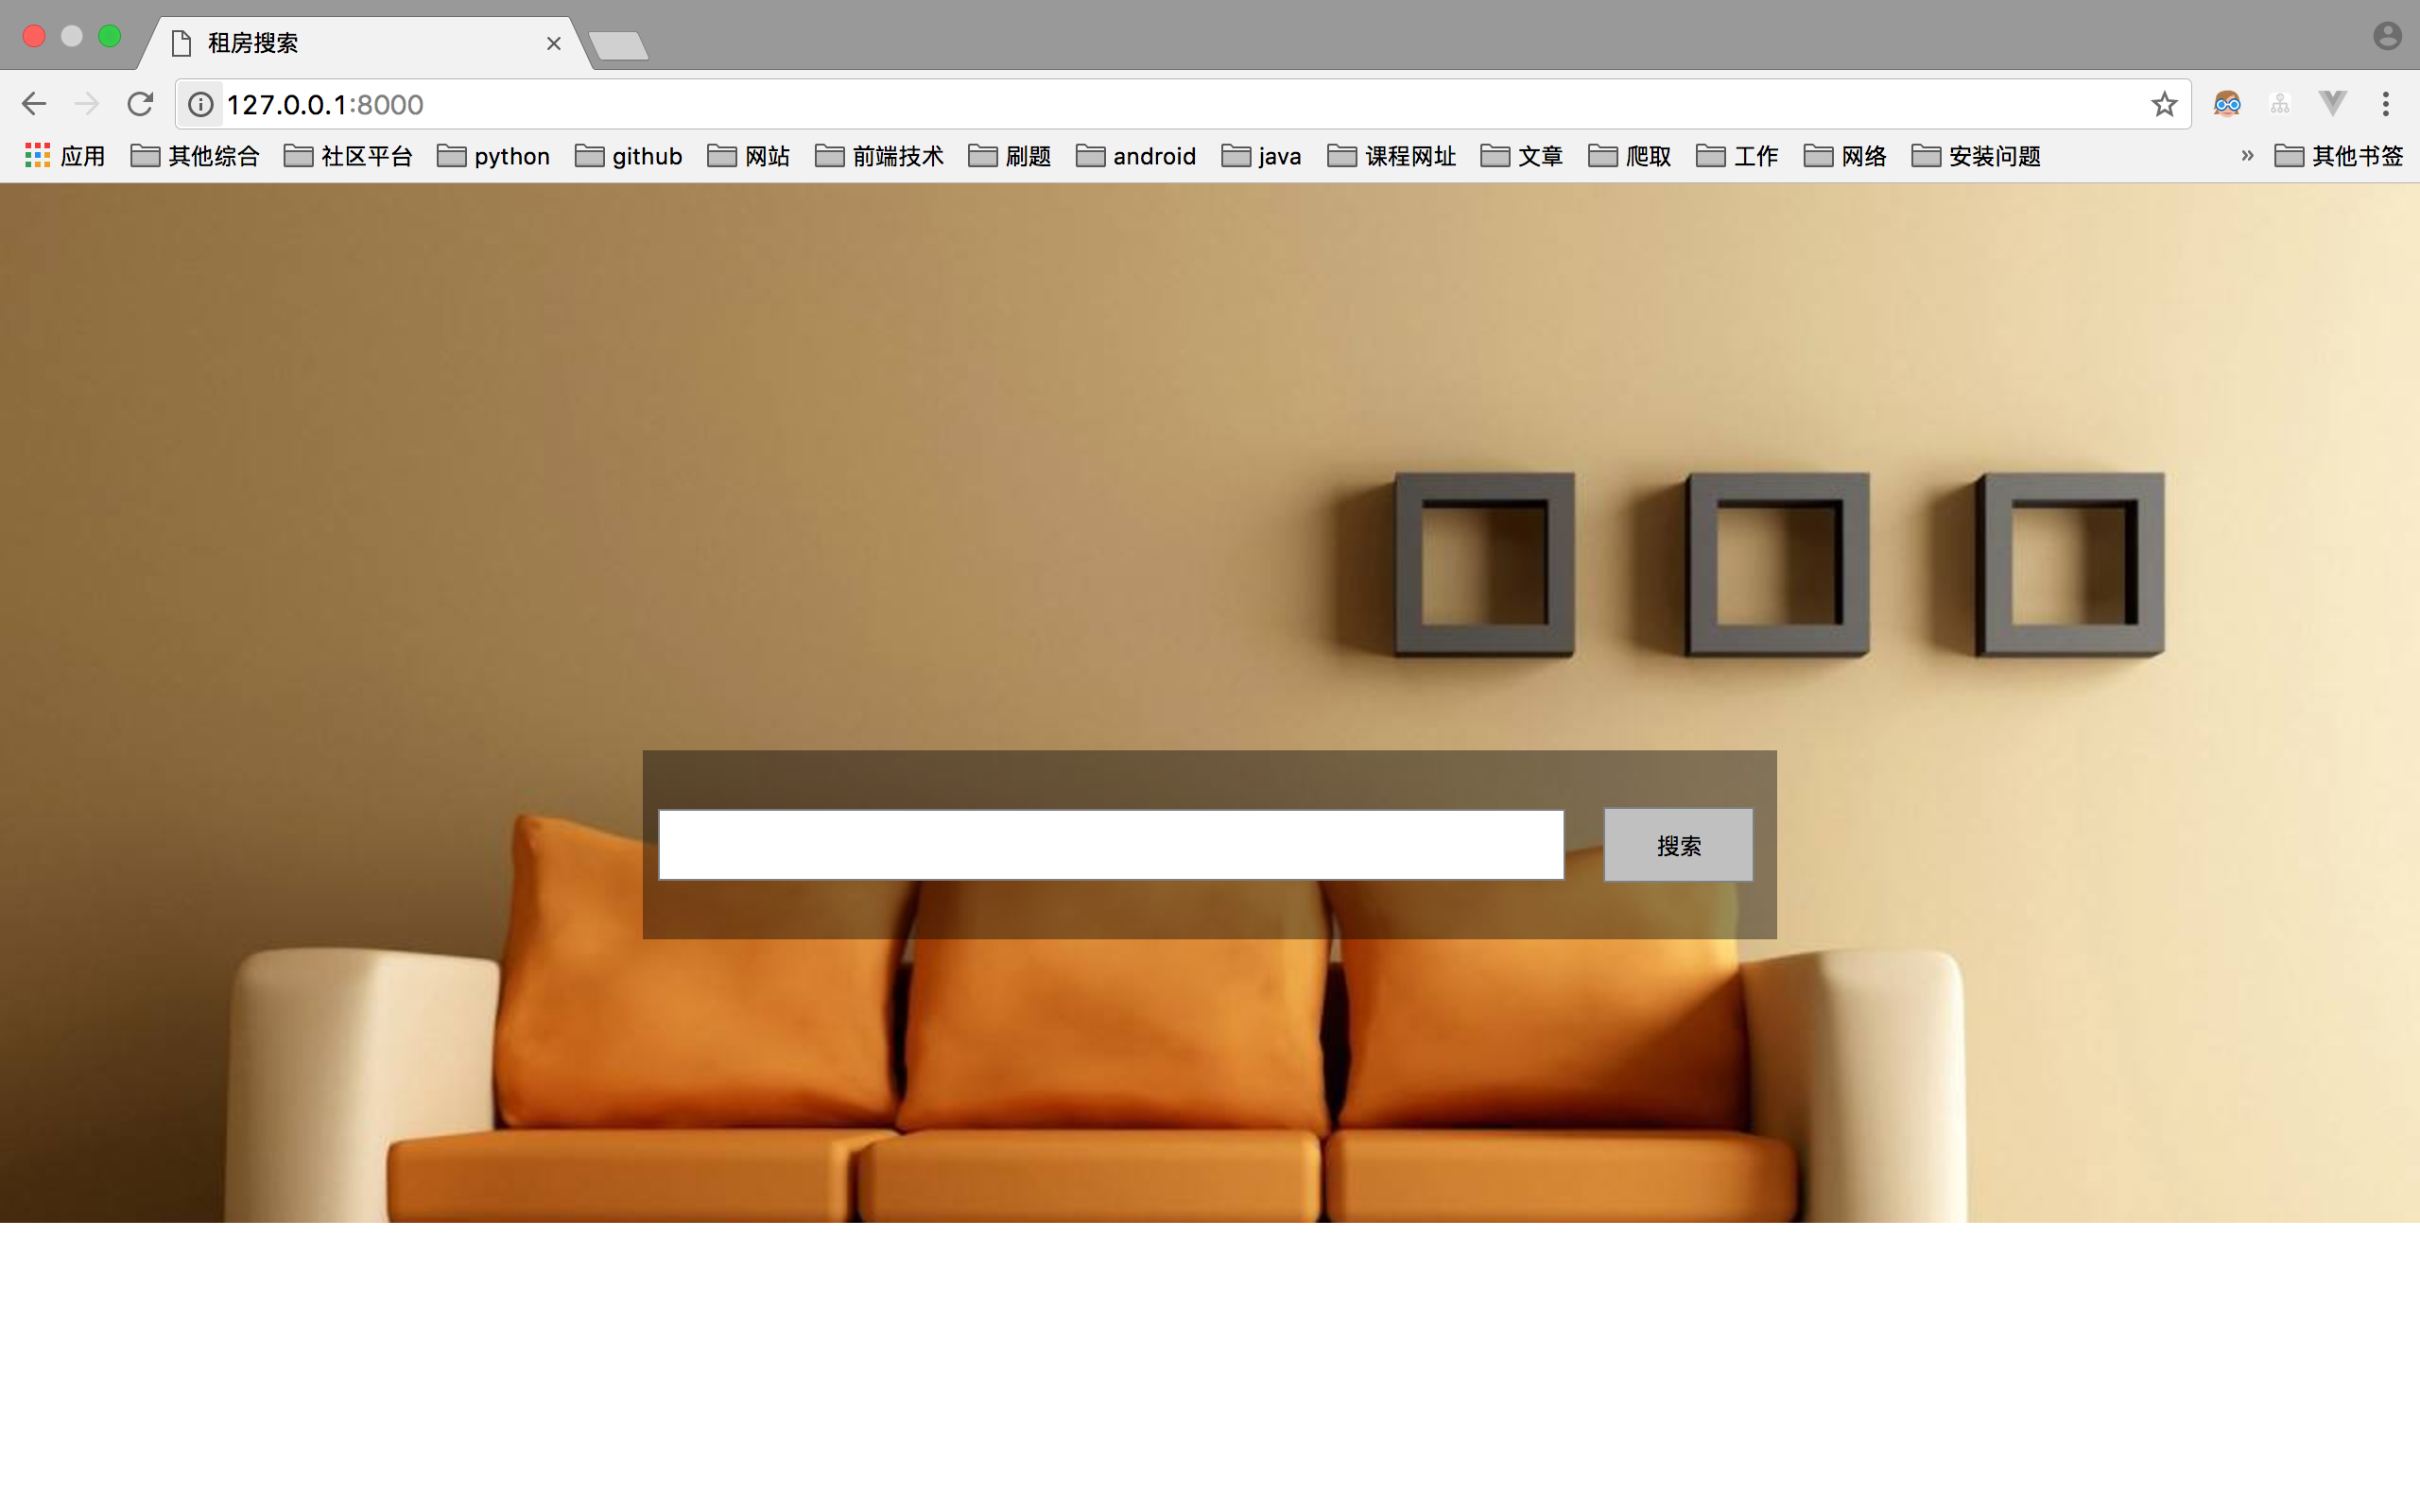 租房搜索
127.0.0.1:8000
应用 其他综合 社区平台 python github 网站 前端技术 刷题 android java 课程网址 文章 爬取 工作 网络 安装问题 » 其他书签
搜索